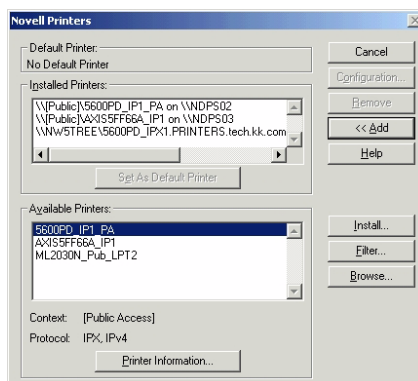 Novell Printers
Default Printer:
No Default Printer
Installed Printers:
\\[Public]\5600PD_IP1_PA on \\NDPS02
\\[Public]\AXIS5FF66A_IP1 on \\NDPS03
\\NW5TREE\5600PD_IPX1.PRINTERS.tech.kk.com
Set As Default Printer
Available Printers:
5600PD_IP1_PA
AXIS5FF66A_IP1
ML2030N_Pub_LPT2
Context: [Public Access]
Protocol: IPX, IPv4
Printer Information...
Cancel
Configuration...
Remove
<< Add
Help
Install...
Filter...
Browse...